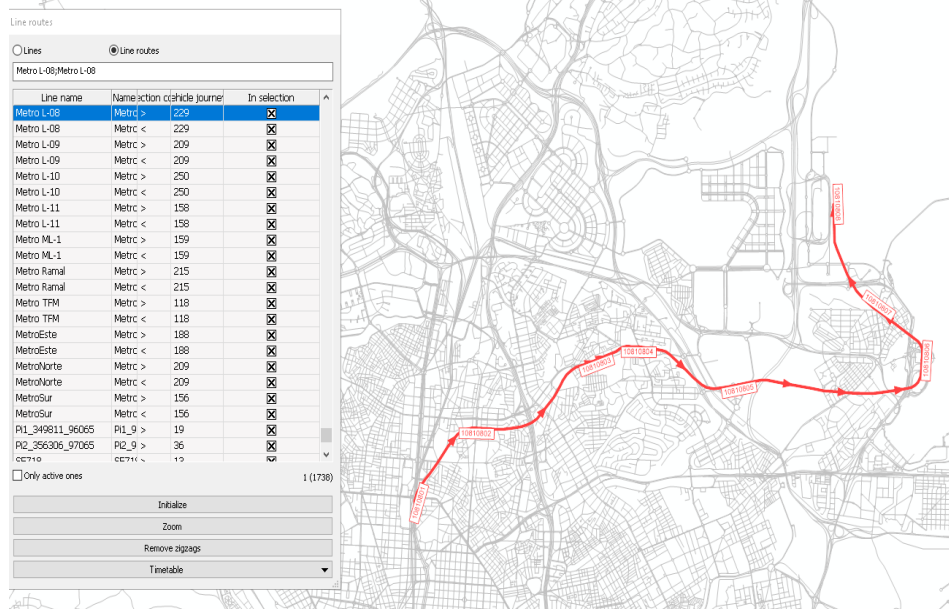 Line routes
Lines Line routes
Metro L-08;Metro L-08
Line name Name ection co ehicle journey In selection
Metro L-08 Metrc > 229
Metro L-08 Metrc < 229
Metro L-09 Metrc > 209
Metro L-09 Metrc < 209
Metro L-10 Metrc > 250
Metro L-10 Metrc < 250
Metro L-11 Metrc > 158
Metro L-11 Metrc < 158
Metro ML-1 Metrc > 159
Metro ML-1 Metrc < 159
Metro Ramal Metrc > 215
Metro Ramal Metrc < 215
Metro TFM Metrc > 118
Metro TFM Metrc < 118
MetroEste Metrc > 188
MetroEste Metrc < 188
MetroNorte Metrc > 209
MetroNorte Metrc < 209
MetroSur Metrc > 156
MetroSur Metrc < 156
Pi1_349811_96065 Pi1_9 > 19
Pi2_356306_97065 Pi2_9 > 36
Only active ones 1 (1738)
Initialize
Zoom
Remove zigzags
Timetable
10810801
10810802
10810803
10810804
10810805
10810806
10810807
10810808